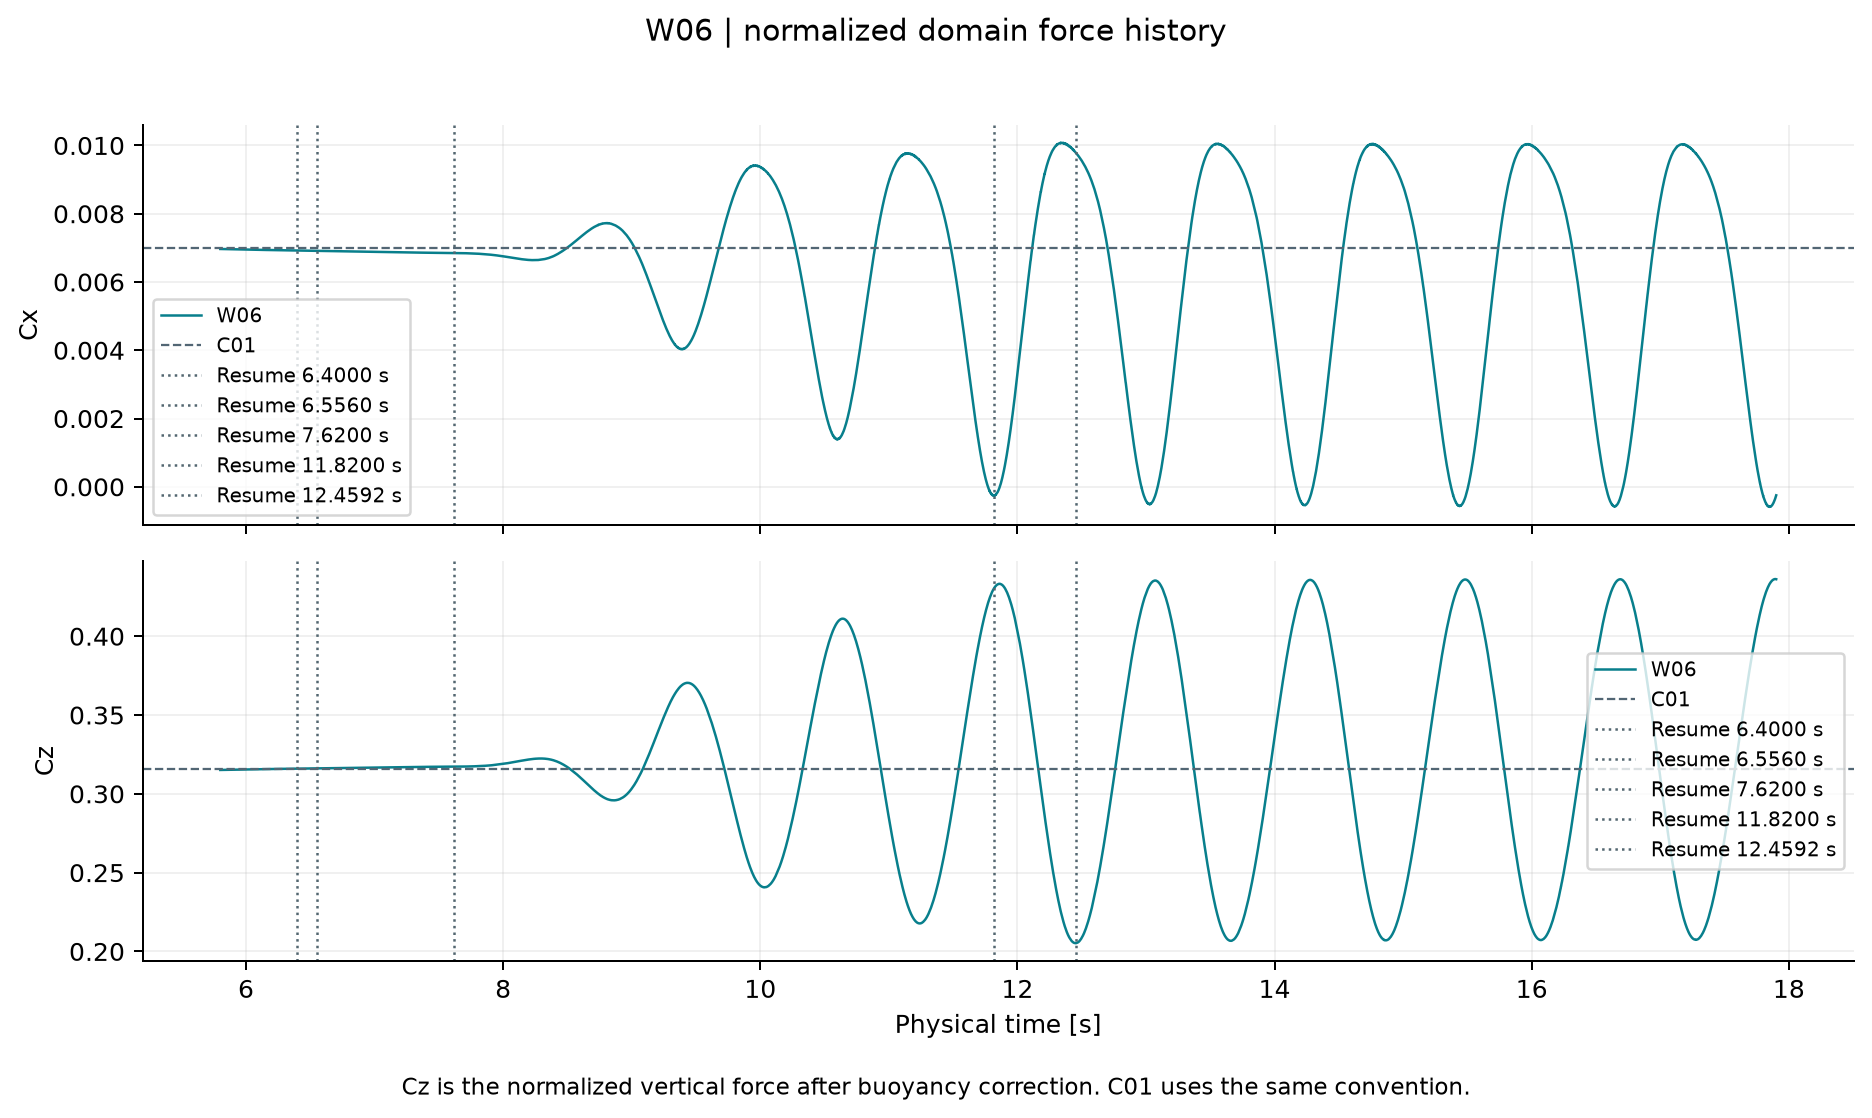 W06 | normalized domain force history
0.010
0.008
0.006
0.004
0.002
0.000
Cx
W06
C01
Resume 6.4000 s
Resume 6.5560 s
Resume 7.6200 s
Resume 11.8200 s
Resume 12.4592 s
0.40
0.35
0.30
0.25
0.20
Cz
W06
C01
Resume 6.4000 s
Resume 6.5560 s
Resume 7.6200 s
Resume 11.8200 s
Resume 12.4592 s
6 8 10 12 14 16 18
Physical time [s]
Cz is the normalized vertical force after buoyancy correction. C01 uses the same convention.